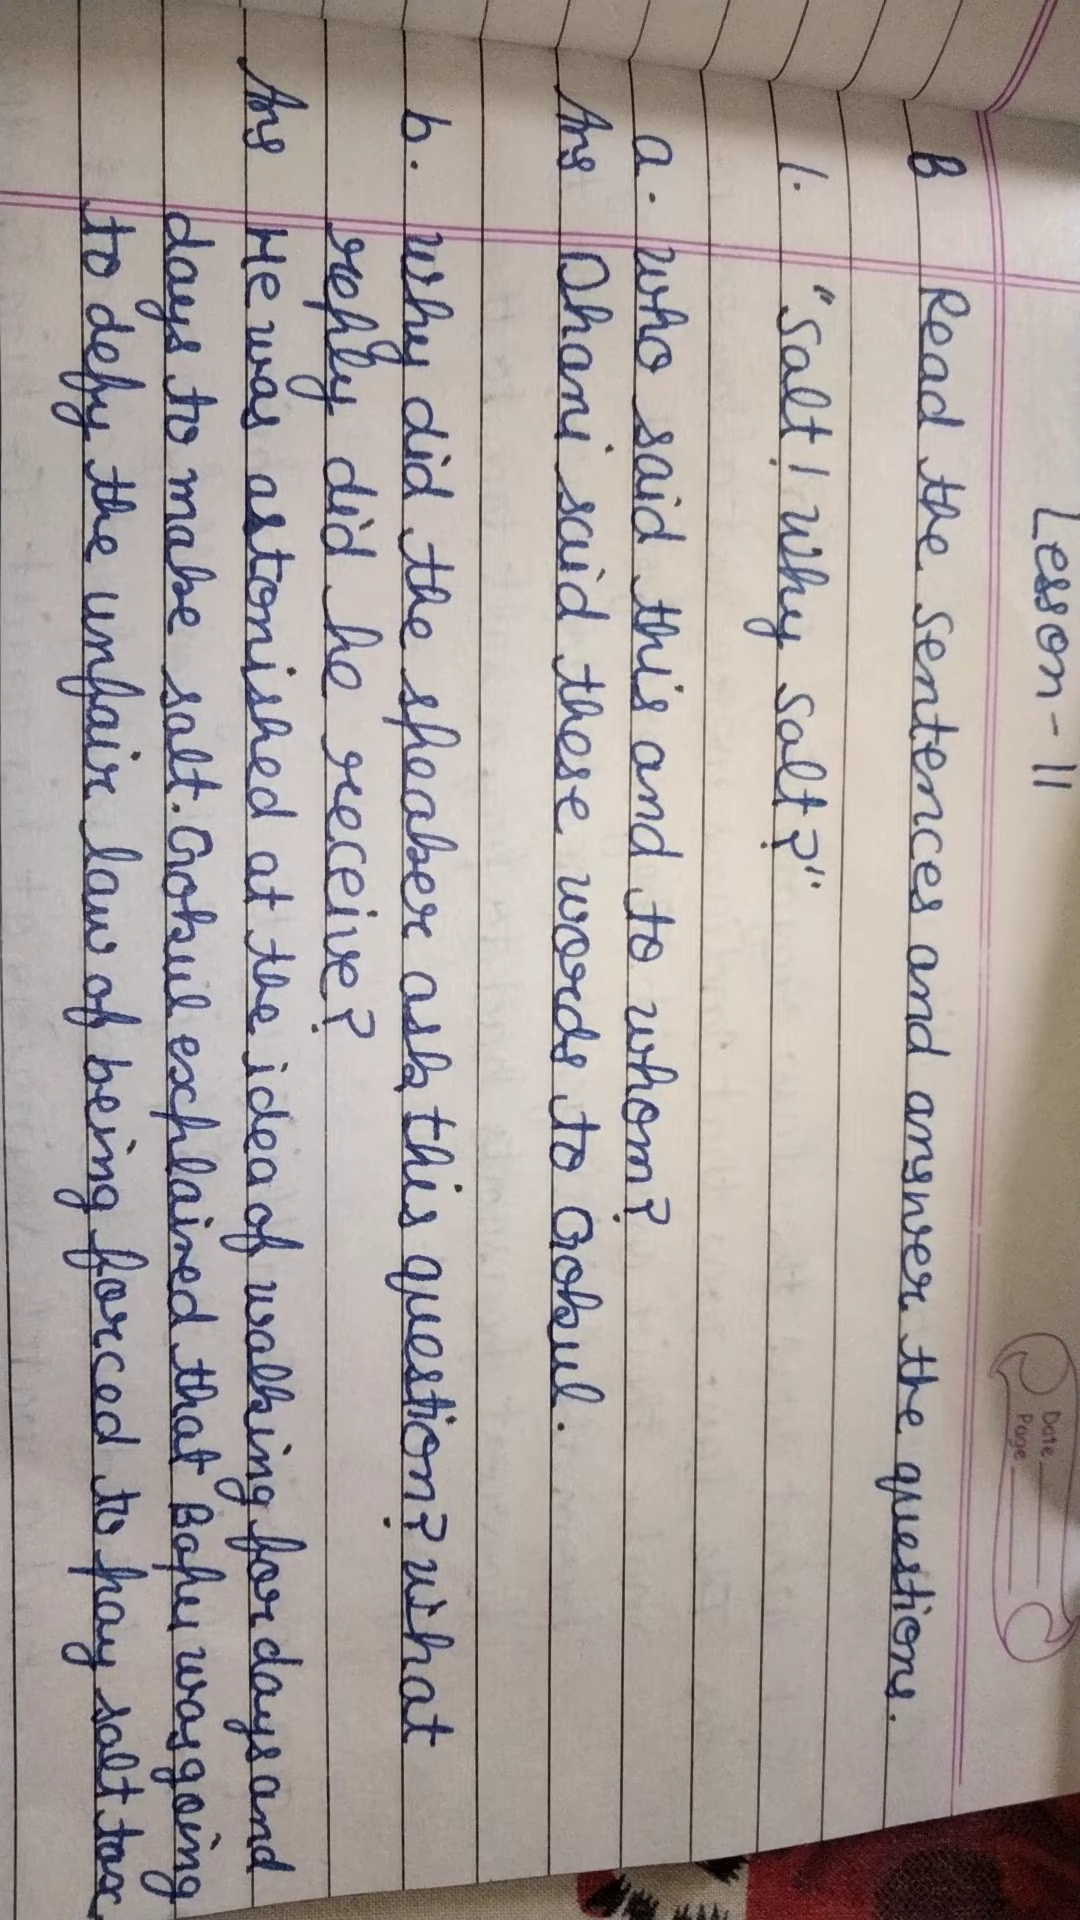 Lesson - 11
Date
Page
B Read the sentences and answer the questions.
1. "Salt! Why salt?"
a. Who said this and to whom?
Ans Dhani said these words to Gokul.
b. Why did the speaker ask this question? What
reply did he receive?
Ans He was astonished at the idea of walking for days and
days to make salt. Gokul explained that Bapu was going
to defy the unfair law of being forced to pay salt tax